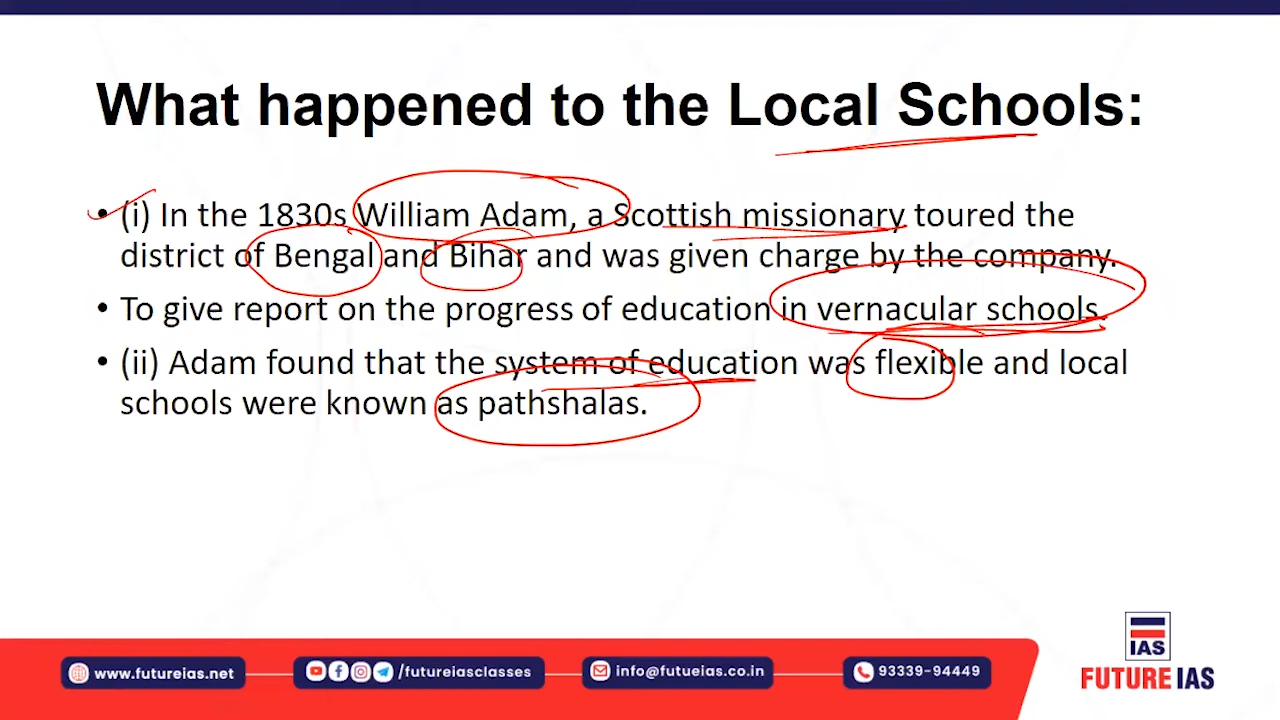 What happened to the Local Schools:
• (i) In the 1830s William Adam, a Scottish missionary toured the
district of Bengal and Bihar and was given charge by the company.
• To give report on the progress of education in vernacular schools.
• (ii) Adam found that the system of education was flexible and local
schools were known as pathshalas.
IAS
www.futureias.net
/futureiasclasses
info@futueias.co.in
93339-94449
FUTURE IAS